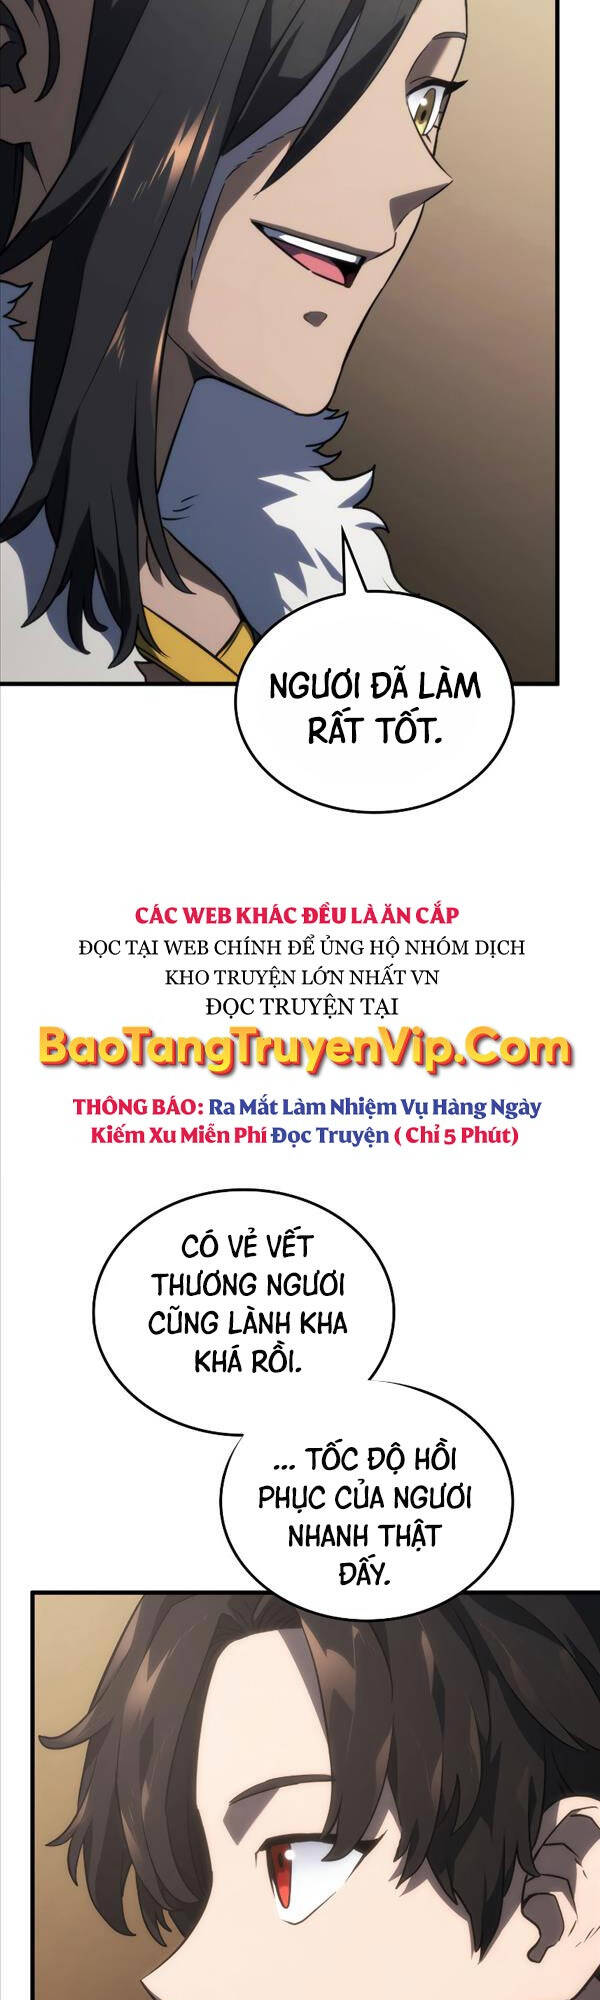 NGƯƠI ĐÃ LÀM
RẤT TỐT.
CÁC WEB KHÁC ĐỀU LÀ ĂN CẮP
ĐỌC TẠI WEB CHÍNH ĐỂ ỦNG HỘ NHÓM DỊCH
KHO TRUYỆN LỚN NHẤT VN
ĐỌC TRUYỆN TẠI
BaoTangTruyenVip.Com
THÔNG BÁO: Ra Mắt Làm Nhiệm Vụ Hàng Ngày
Kiếm Xu Miễn Phí Đọc Truyện ( Chỉ 5 Phút)
CÓ VẺ VẾT
THƯƠNG NGƯƠI
CŨNG LÀNH KHA
KHÁ RỒI.
... TỐC ĐỘ HỒI
PHỤC CỦA NGƯƠI
NHANH THẬT
ĐẤY.